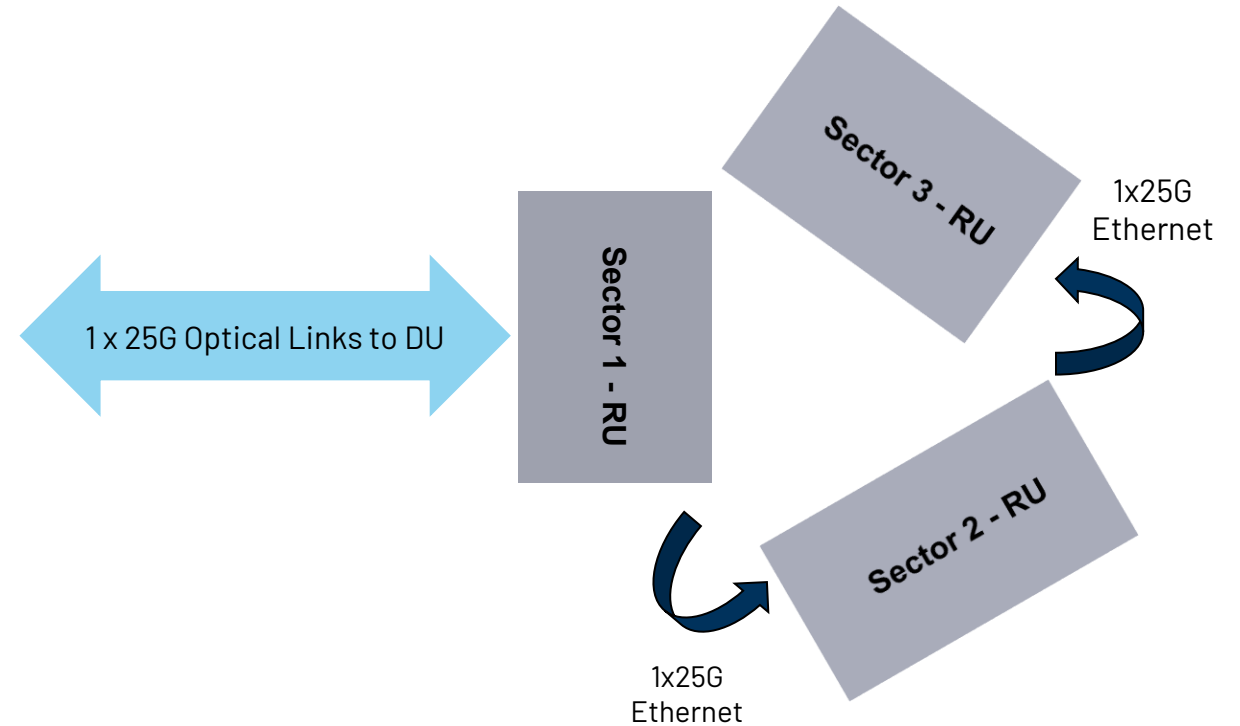 1 x 25G Optical Links to DU
Sector 1 - RU
Sector 3 - RU
1x25G
Ethernet
Sector 2 - RU
1x25G
Ethernet